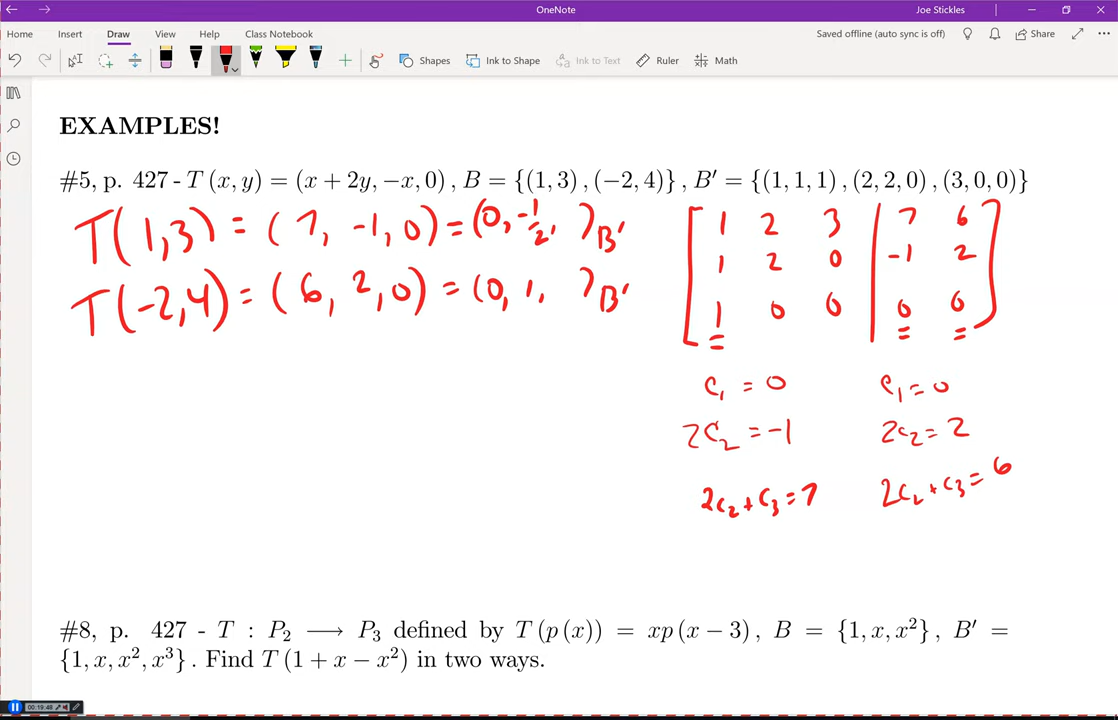 OneNote
Joe Stickles
Home Insert Draw View Help Class Notebook
Saved offline (auto sync is off) Share
Shapes Ink to Shape Ink to Text Ruler Math
EXAMPLES!
#5, p. 427 - T (x, y) = (x + 2y, −x, 0) , B = {(1, 3) , (−2, 4)} , B′ = {(1, 1, 1) , (2, 2, 0) , (3, 0, 0)}
T(1,3) = (7, -1, 0) = (0, -1/2, )B'
T(-2,4) = (6, 2, 0) = (0, 1, )B'
[ 1 2 3 | 7 6
1 2 0 | -1 2
1 0 0 | 0 0 ]
c1 = 0 c1 = 0
2c2 = -1 2c2 = 2
2c2 + c3 = 7 2c2 + c3 = 6
#8, p. 427 - T : P2 ⟶ P3 defined by T (p (x)) = xp (x − 3) , B = {1, x, x²} , B′ =
{1, x, x², x³} . Find T (1 + x − x²) in two ways.
00:19:48